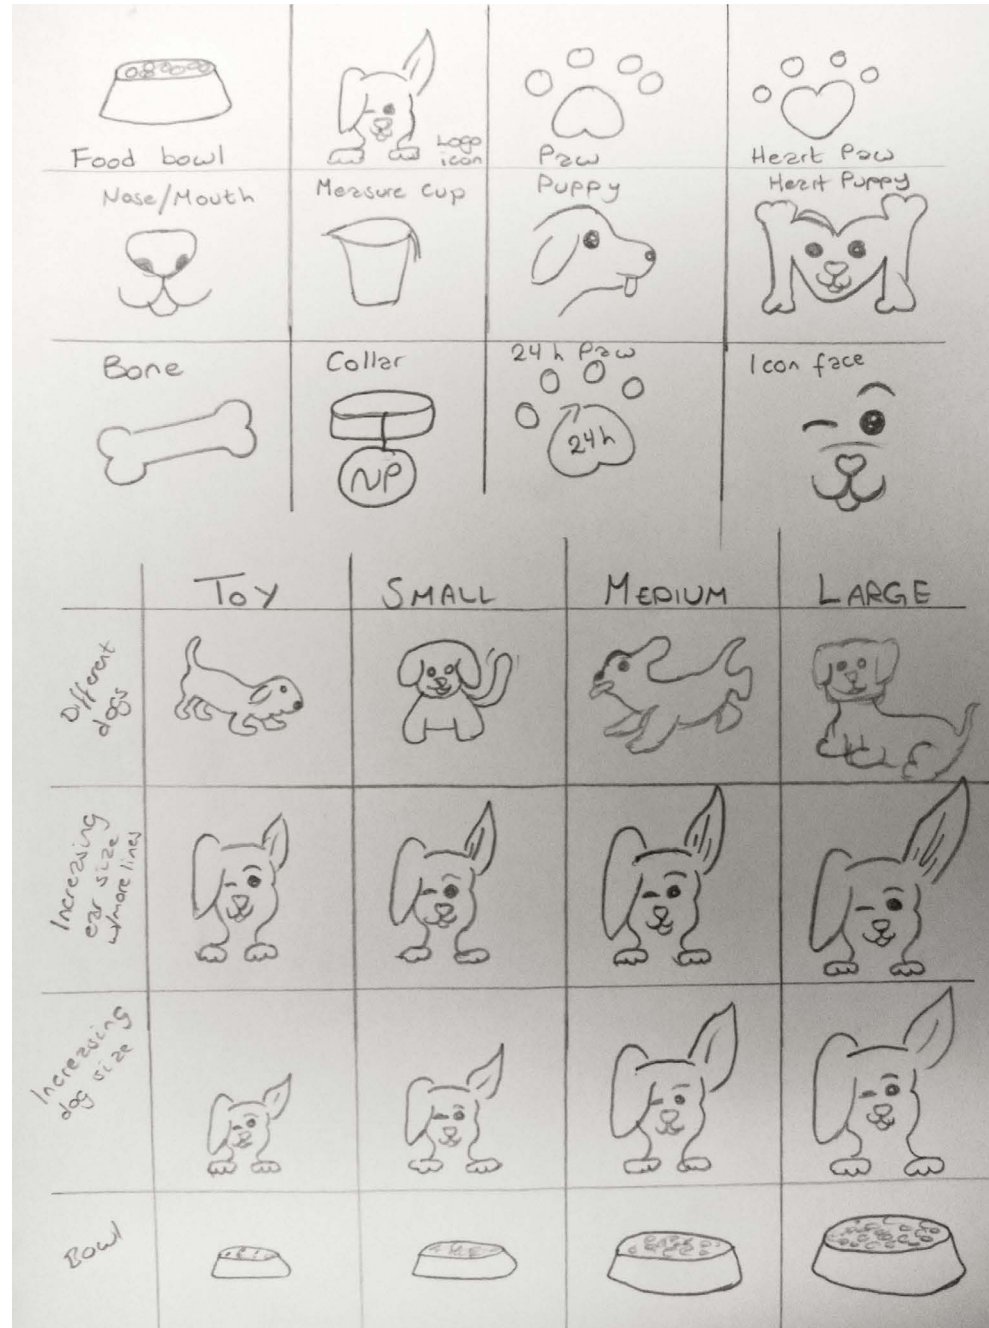 Food bowl
Logo
icon
Paw
Heart Paw
Nose/Mouth
Measure cup
Puppy
Heart Puppy
Bone
Collar
24h Paw
Icon face
NP
24h
TOY
SMALL
MEDIUM
LARGE
Different
dogs
Increasing
ear size
w/more lines
Increasing
dog size
Bowl